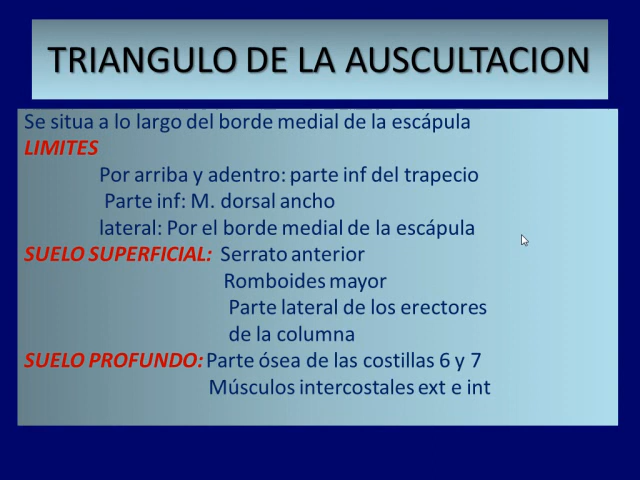 TRIANGULO DE LA AUSCULTACION
Se situa a lo largo del borde medial de la escápula
LIMITES
Por arriba y adentro: parte inf del trapecio
Parte inf: M. dorsal ancho
lateral: Por el borde medial de la escápula
SUELO SUPERFICIAL: Serrato anterior
Romboides mayor
Parte lateral de los erectores
de la columna
SUELO PROFUNDO: Parte ósea de las costillas 6 y 7
Músculos intercostales ext e int